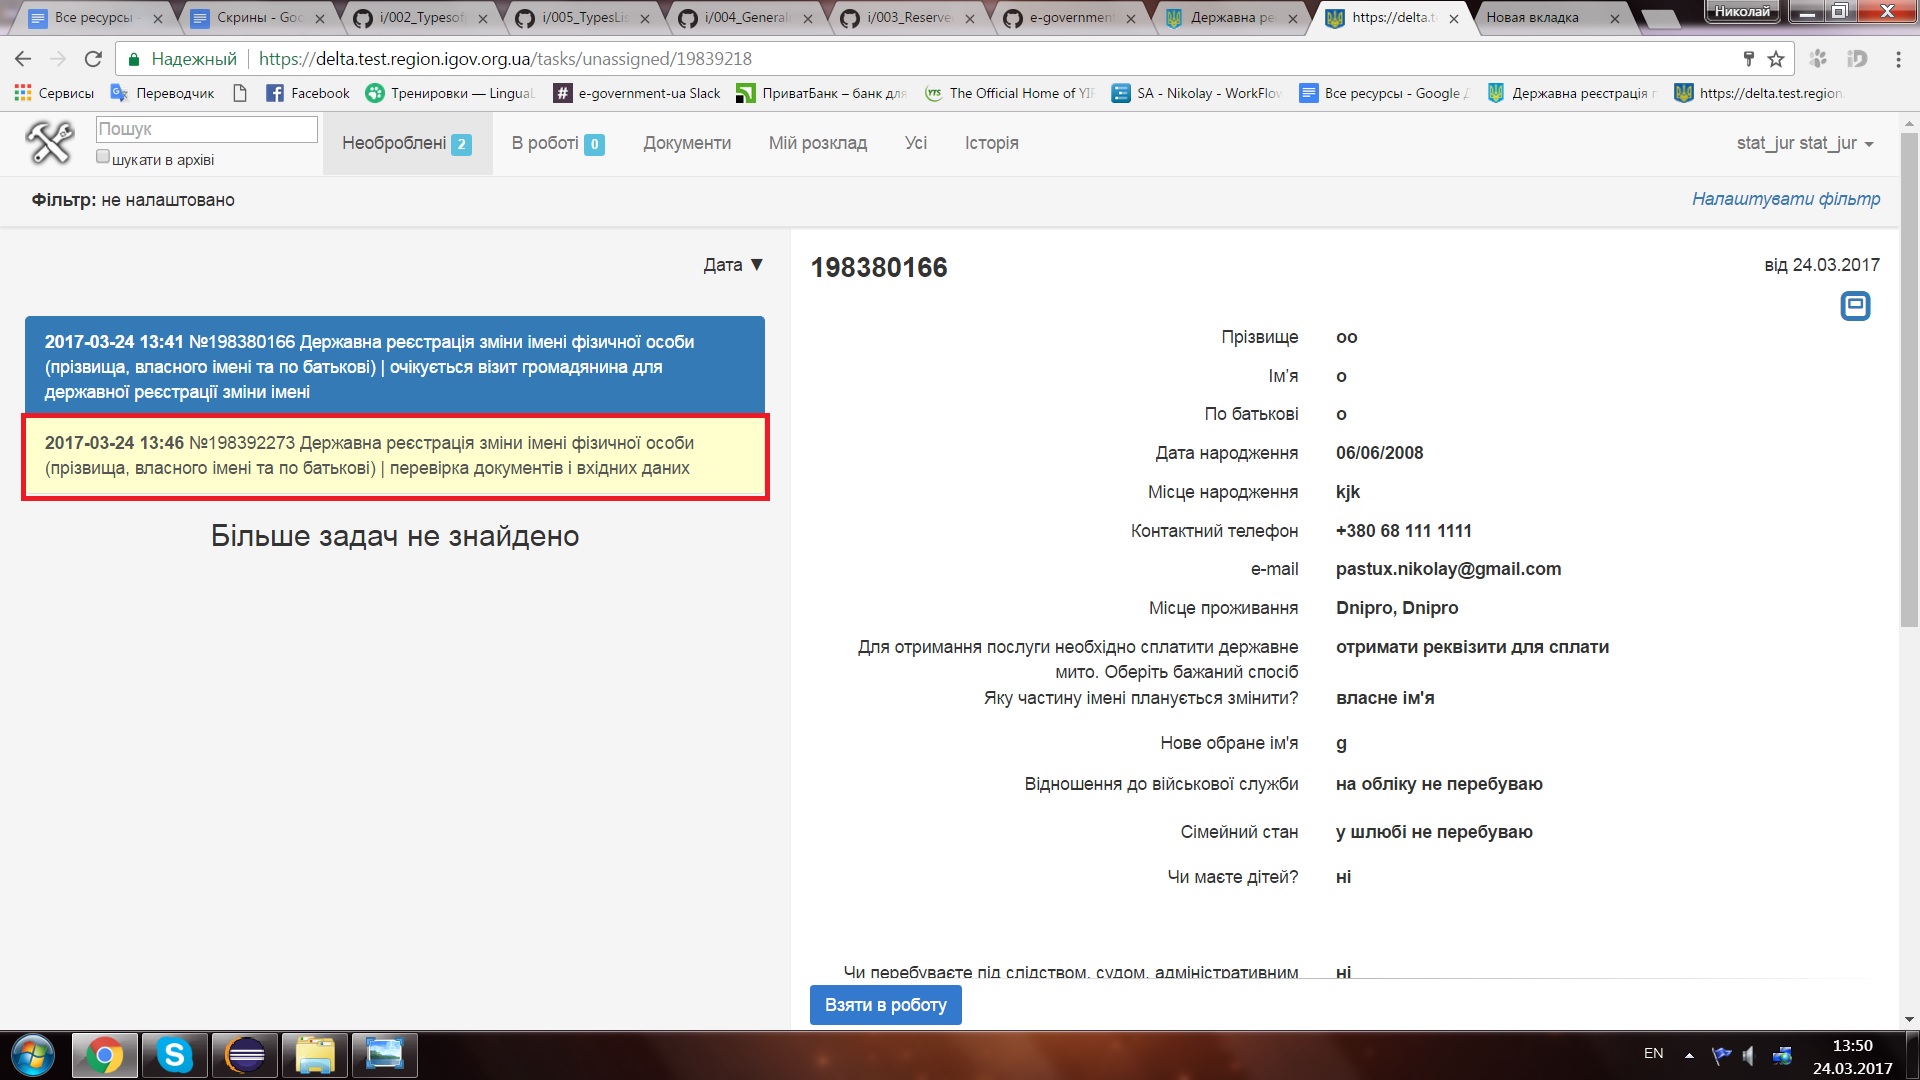 Все ресурсы -
Скрины - Goo
i/002_Typesof
i/005_TypesLis
i/004_General
i/003_Reserve
e-government
Державна ре
https://delta.t
Новая вкладка
Николай
Надежный
https://delta.test.region.igov.org.ua/tasks/unassigned/19839218
Сервисы
Переводчик
Facebook
Тренировки — Lingual
e-government-ua Slack
ПриватБанк – банк для
The Official Home of YIF
SA - Nikolay - WorkFlow
Все ресурсы - Google Д
Державна реєстрація п
https://delta.test.region
Пошук
шукати в архіві
Необроблені 2
В роботі 0
Документи
Мій розклад
Усі
Історія
stat_jur stat_jur
Фільтр: не налаштовано
Налаштувати фільтр
Дата ▼
2017-03-24 13:41 №198380166 Державна реєстрація зміни імені фізичної особи
(прізвища, власного імені та по батькові) | очікується візит громадянина для
державної реєстрації зміни імені
2017-03-24 13:46 №198392273 Державна реєстрація зміни імені фізичної особи
(прізвища, власного імені та по батькові) | перевірка документів і вхідних даних
Більше задач не знайдено
198380166
від 24.03.2017
Прізвище оо
Ім'я о
По батькові о
Дата народження 06/06/2008
Місце народження kjk
Контактний телефон +380 68 111 1111
e-mail pastux.nikolay@gmail.com
Місце проживання Dnipro, Dnipro
Для отримання послуги необхідно сплатити державне отримати реквізити для сплати
мито. Оберіть бажаний спосіб
Яку частину імені планується змінити? власне ім'я
Нове обране ім'я g
Відношення до військової служби на обліку не перебуваю
Сімейний стан у шлюбі не перебуваю
Чи маєте дітей? ні
Чи перебуваєте під слідством, судом, адміністративним ні
Взяти в роботу
EN
13:50
24.03.2017